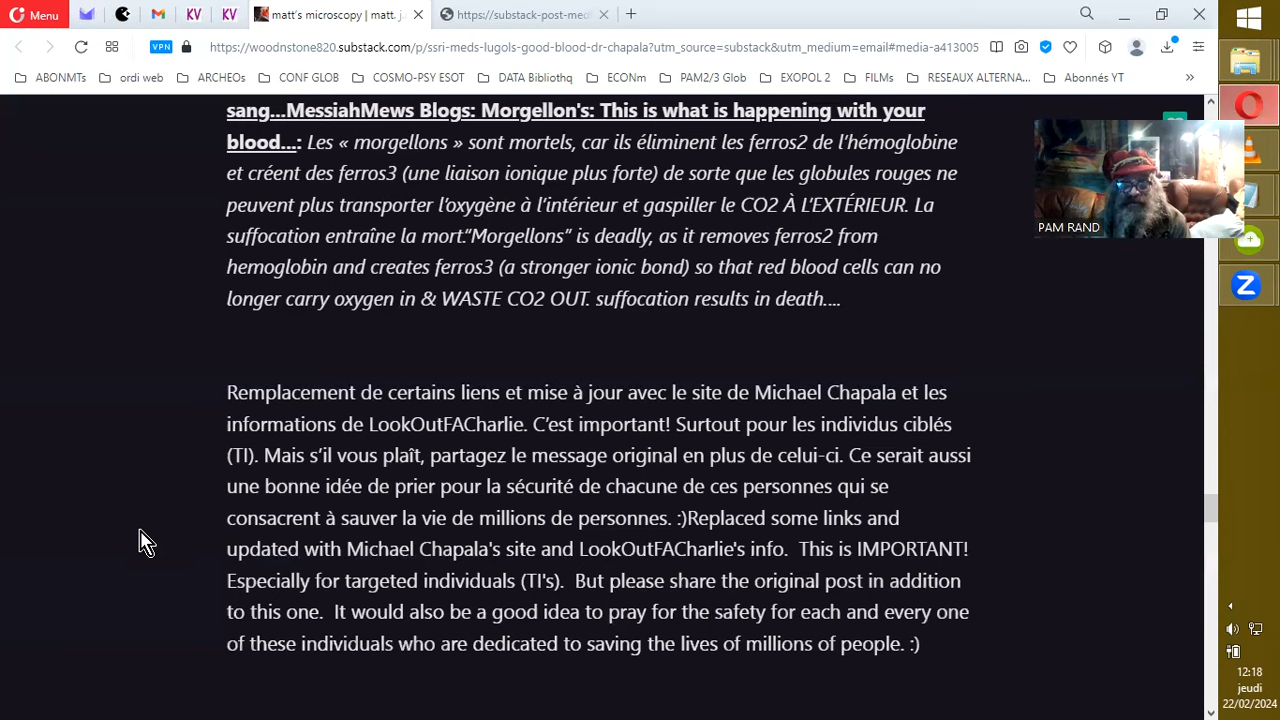 Menu
KV
KV
matt's microscopy | matt. j
https://substack-post-med
VPN
https://woodnstone820.substack.com/p/ssri-meds-lugols-good-blood-dr-chapala?utm_source=substack&utm_medium=email#media-a413005
ABONMTs
ordi web
ARCHEOs
CONF GLOB
COSMO-PSY ESOT
DATA Bibliothq
ECONm
PAM2/3 Glob
EXOPOL 2
FILMs
RESEAUX ALTERNA...
Abonnés YT
»
sang...MessiahMews Blogs: Morgellon's: This is what is happening with your
blood...: Les « morgellons » sont mortels, car ils éliminent les ferros2 de l'hémoglobine
et créent des ferros3 (une liaison ionique plus forte) de sorte que les globules rouges ne
peuvent plus transporter l'oxygène à l'intérieur et gaspiller le CO2 À L'EXTÉRIEUR. La
suffocation entraîne la mort."Morgellons" is deadly, as it removes ferros2 from
hemoglobin and creates ferros3 (a stronger ionic bond) so that red blood cells can no
longer carry oxygen in & WASTE CO2 OUT. suffocation results in death....
PAM RAND
Remplacement de certains liens et mise à jour avec le site de Michael Chapala et les
informations de LookOutFACharlie. C'est important! Surtout pour les individus ciblés
(TI). Mais s'il vous plaît, partagez le message original en plus de celui-ci. Ce serait aussi
une bonne idée de prier pour la sécurité de chacune de ces personnes qui se
consacrent à sauver la vie de millions de personnes. :)Replaced some links and
updated with Michael Chapala's site and LookOutFACharlie's info. This is IMPORTANT!
Especially for targeted individuals (TI's). But please share the original post in addition
to this one. It would also be a good idea to pray for the safety for each and every one
of these individuals who are dedicated to saving the lives of millions of people. :)
12:18
jeudi
22/02/2024